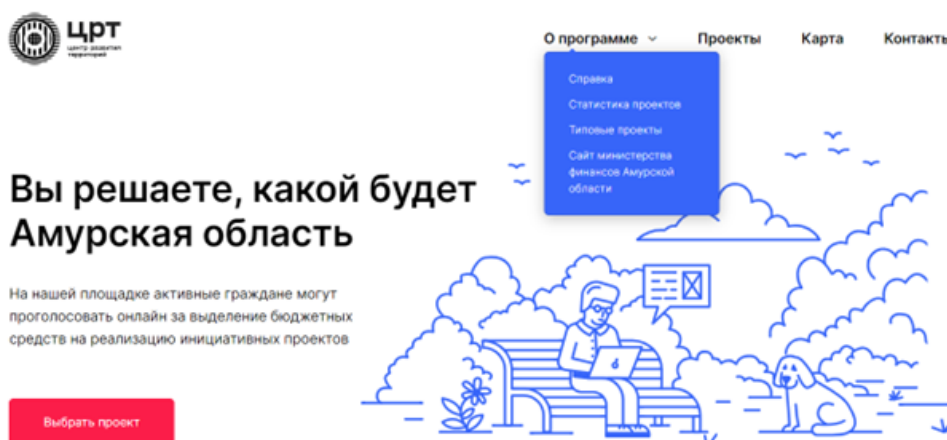 ЦРТ
центр развития
территорий
О программе
Проекты
Карта
Контакты
Справка
Статистика проектов
Типовые проекты
Сайт министерства
финансов Амурской
области
Вы решаете, какой будет
Амурская область
На нашей площадке активные граждане могут
проголосовать онлайн за выделение бюджетных
средств на реализацию инициативных проектов
Выбрать проект